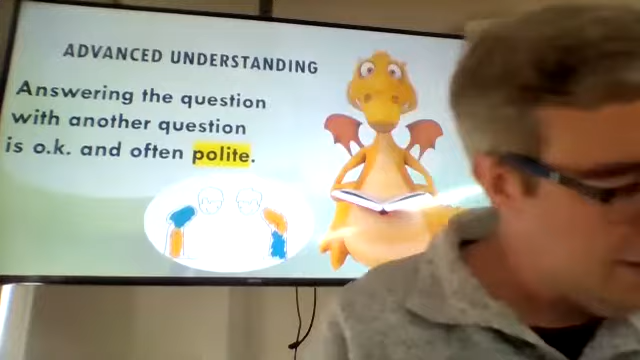 ADVANCED UNDERSTANDING
Answering the question
with another question
is o.k. and often polite.